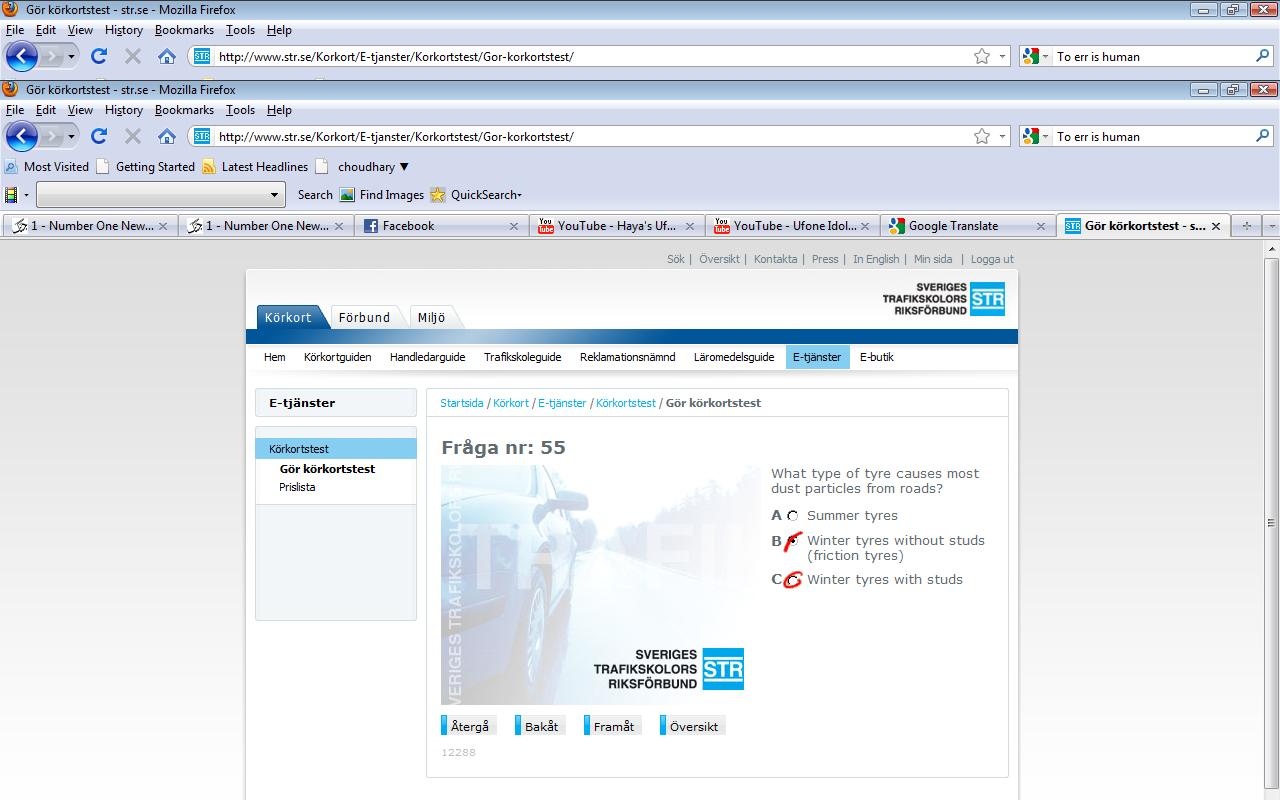 Gör körkortstest - str.se - Mozilla Firefox
File Edit View History Bookmarks Tools Help
http://www.str.se/Korkort/E-tjanster/Korkortstest/Gor-korkortstest/ To err is human
Gör körkortstest - str.se - Mozilla Firefox
File Edit View History Bookmarks Tools Help
STR http://www.str.se/Korkort/E-tjanster/Korkortstest/Gor-korkortstest/ To err is human
Most Visited Getting Started Latest Headlines choudhary
Search Find Images QuickSearch
1 - Number One New... 1 - Number One New... Facebook YouTube - Haya's Uf... YouTube - Ufone Idol... Google Translate Gör körkortstest - s...
Sök | Översikt | Kontakta | Press | In English | Min sida | Logga ut
SVERIGES
TRAFIKSKOLORS STR
RIKSFÖRBUND
Körkort Förbund Miljö
Hem Körkortguiden Handledarguide Trafikskoleguide Reklamationsnämnd Läromedelsguide E-tjänster E-butik
E-tjänster
Startsida / Körkort / E-tjänster / Körkortstest / Gör körkortstest
Körkortstest
Gör körkortstest
Prislista
Fråga nr: 55
What type of tyre causes most
dust particles from roads?
A Summer tyres
B Winter tyres without studs
(friction tyres)
C Winter tyres with studs
SVERIGES
TRAFIKSKOLORS STR
RIKSFÖRBUND
Återgå Bakåt Framåt Översikt
12288